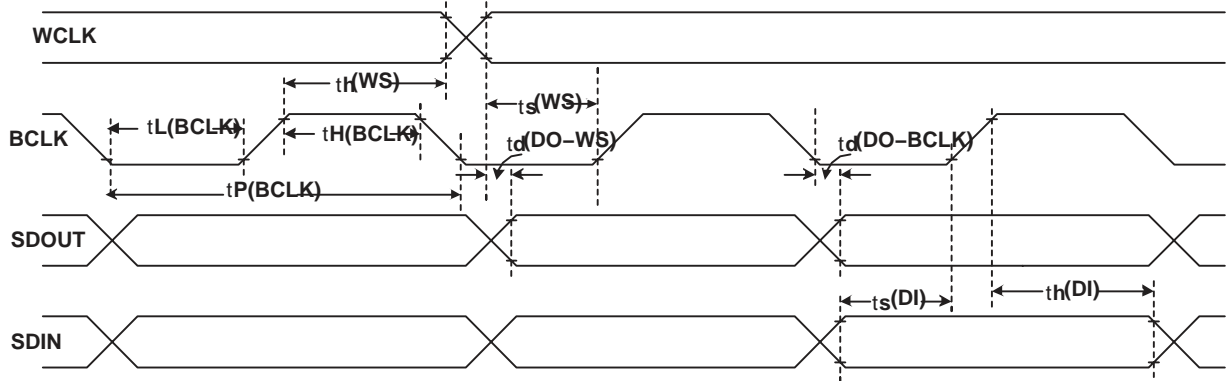 WCLK
th(WS)
ts(WS)
BCLK
tL(BCLK)
tH(BCLK)
td(DO–WS)
td(DO–BCLK)
tP(BCLK)
SDOUT
ts(DI)
th(DI)
SDIN